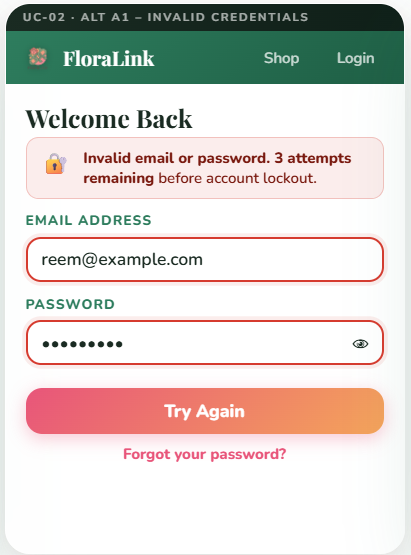 UC-02 · ALT A1 – INVALID CREDENTIALS
FloraLink
Shop
Login
Welcome Back
Invalid email or password. 3 attempts
remaining before account lockout.
EMAIL ADDRESS
reem@example.com
PASSWORD
•••••••••
Try Again
Forgot your password?